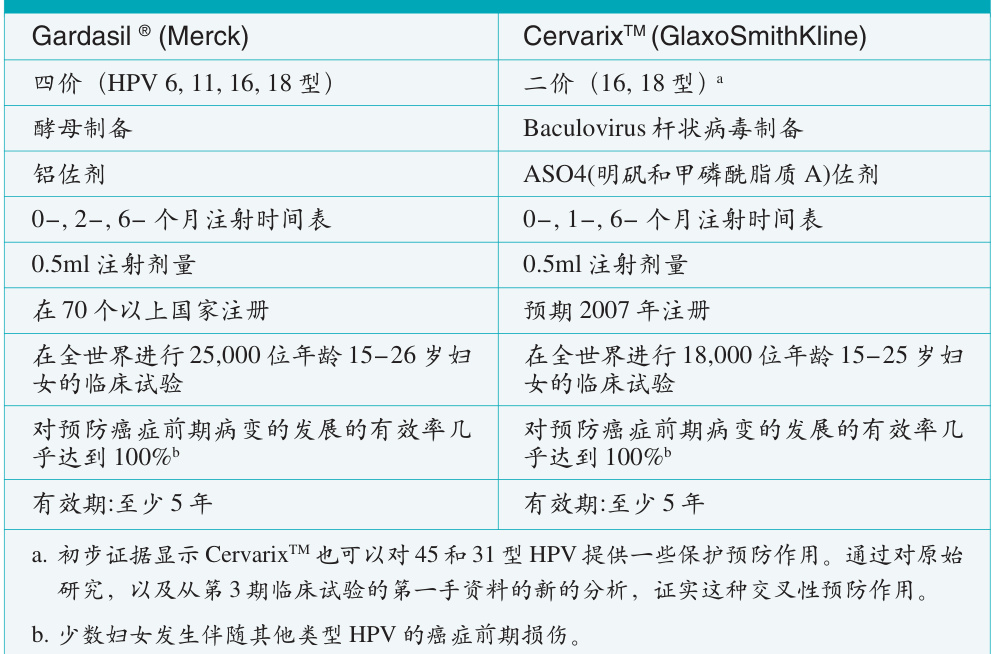 Gardasil ® (Merck)
CervarixTM (GlaxoSmithKline)
四价（HPV 6, 11, 16, 18 型）
二价（16, 18 型）a
酵母制备
Baculovirus 杆状病毒制备
铝佐剂
ASO4(明矾和甲磷酰脂质 A)佐剂
0–, 2–, 6– 个月注射时间表
0–, 1–, 6– 个月注射时间表
0.5ml 注射剂量
0.5ml 注射剂量
在 70 个以上国家注册
预期 2007 年注册
在全世界进行 25,000 位年龄 15–26 岁妇
女的临床试验
在全世界进行 18,000 位年龄 15–25 岁妇
女的临床试验
对预防癌症前期病变的发展的有效率几
乎达到 100%b
对预防癌症前期病变的发展的有效率几
乎达到 100%b
有效期:至少 5 年
有效期:至少 5 年
a. 初步证据显示 CervarixTM 也可以对 45 和 31 型 HPV 提供一些保护预防作用。通过对原始
研究，以及从第 3 期临床试验的第一手资料的新的分析，证实这种交叉性预防作用。
b. 少数妇女发生伴随其他类型 HPV 的癌症前期损伤。